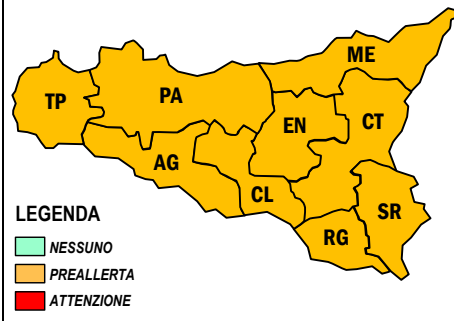 ME
TP
PA
EN
CT
AG
CL
SR
RG
LEGENDA
NESSUNO
PREALLERTA
ATTENZIONE